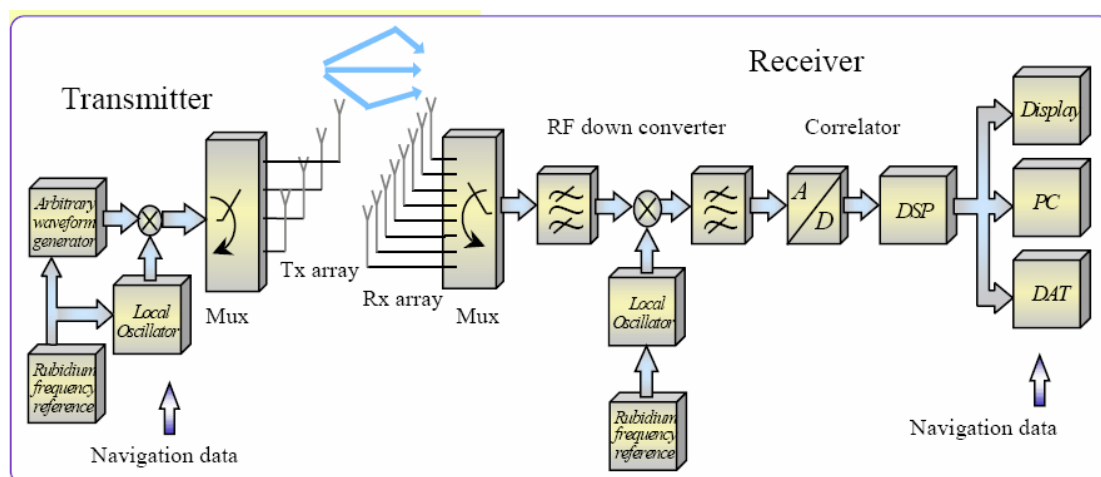 Transmitter
Receiver
RF down converter
Correlator
Display
Arbitrary
waveform
generator
A
D
DSP
PC
Tx array
Rx array
Mux
Mux
Local
Oscillator
Local
Oscillator
DAT
Rubidium
frequency
reference
Rubidium
frequency
reference
Navigation data
Navigation data